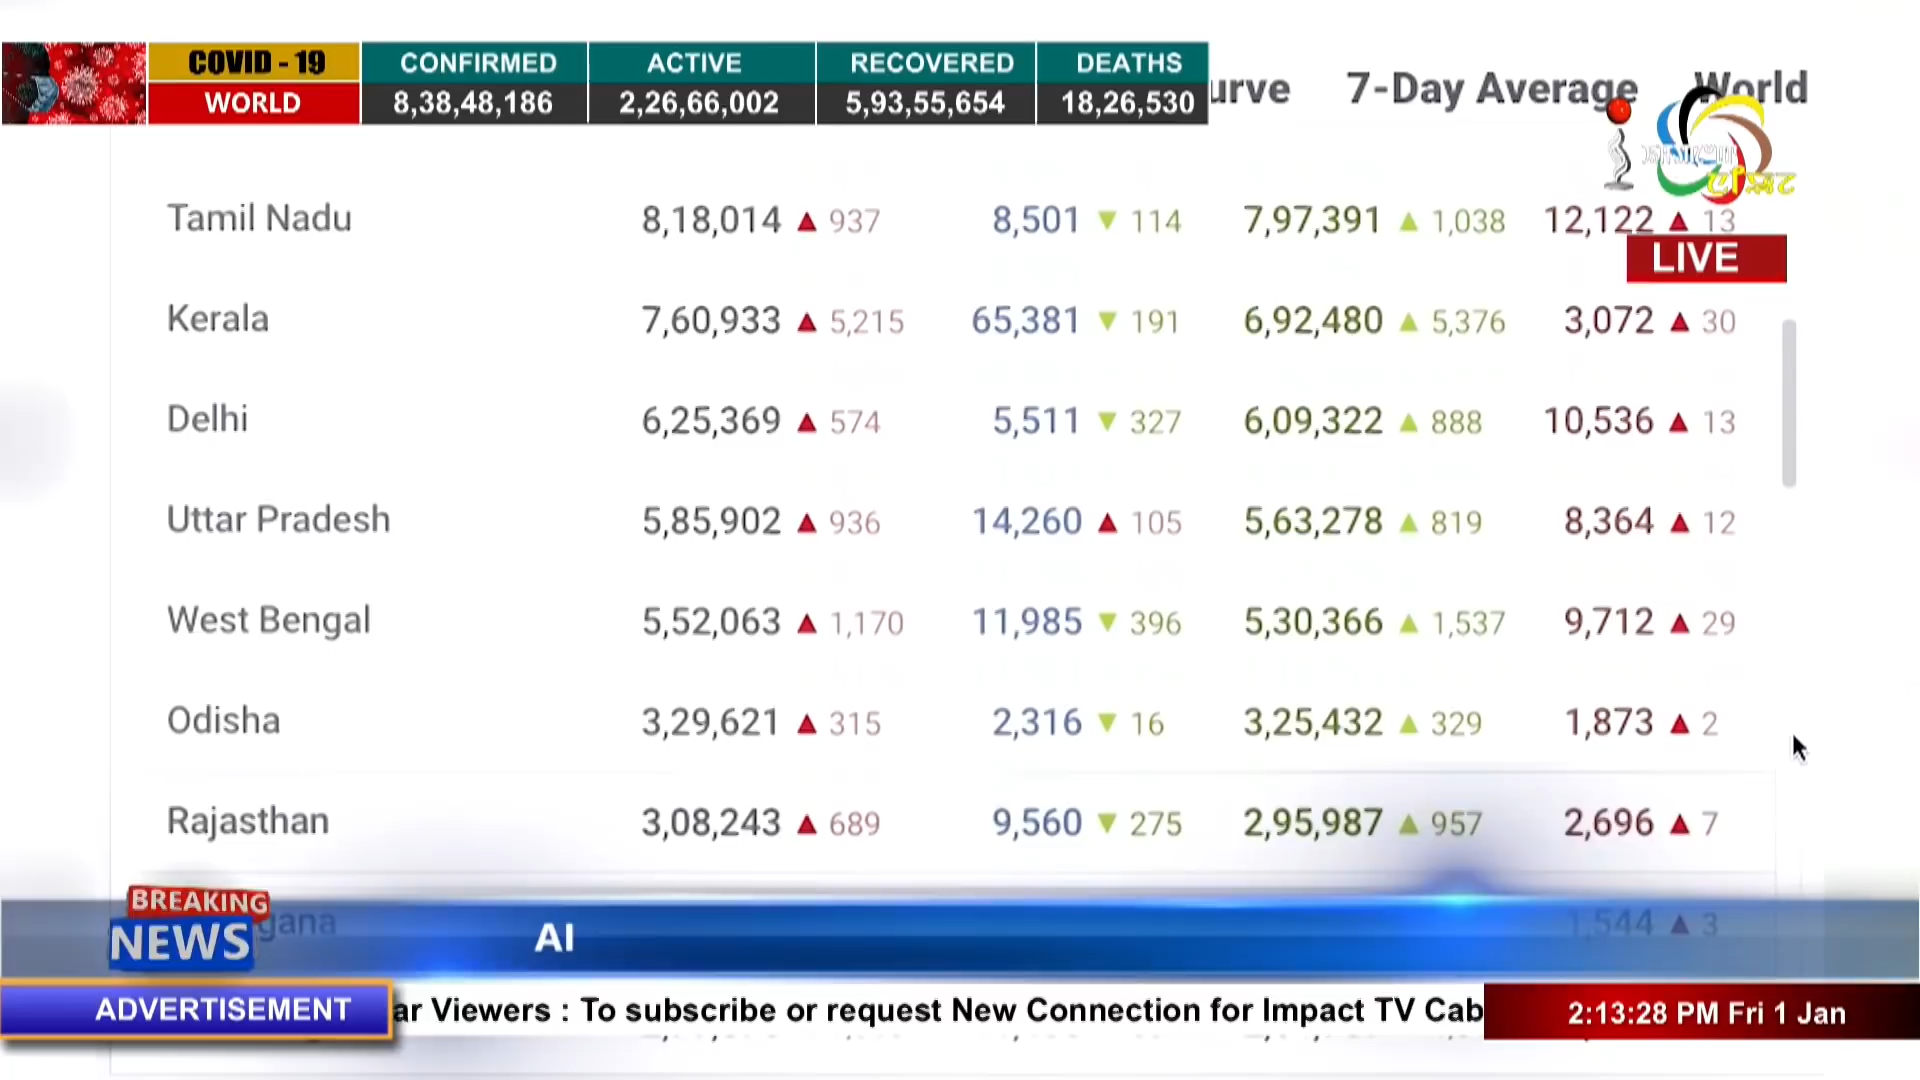 COVID - 19 CONFIRMED ACTIVE RECOVERED DEATHS
WORLD 8,38,48,186 2,26,66,002 5,93,55,654 18,26,530
urve 7-Day Average World
Tamil Nadu 8,18,014 ▲ 937 8,501 ▼ 114 7,97,391 ▲ 1,038 12,122 ▲ 13
LIVE
Kerala 7,60,933 ▲ 5,215 65,381 ▼ 191 6,92,480 ▲ 5,376 3,072 ▲ 30
Delhi 6,25,369 ▲ 574 5,511 ▼ 327 6,09,322 ▲ 888 10,536 ▲ 13
Uttar Pradesh 5,85,902 ▲ 936 14,260 ▲ 105 5,63,278 ▲ 819 8,364 ▲ 12
West Bengal 5,52,063 ▲ 1,170 11,985 ▼ 396 5,30,366 ▲ 1,537 9,712 ▲ 29
Odisha 3,29,621 ▲ 315 2,316 ▼ 16 3,25,432 ▲ 329 1,873 ▲ 2
Rajasthan 3,08,243 ▲ 689 9,560 ▼ 275 2,95,987 ▲ 957 2,696 ▲ 7
gana 1,544 ▲ 3
BREAKING
NEWS AI
ADVERTISEMENT ar Viewers : To subscribe or request New Connection for Impact TV Cab 2:13:28 PM Fri 1 Jan